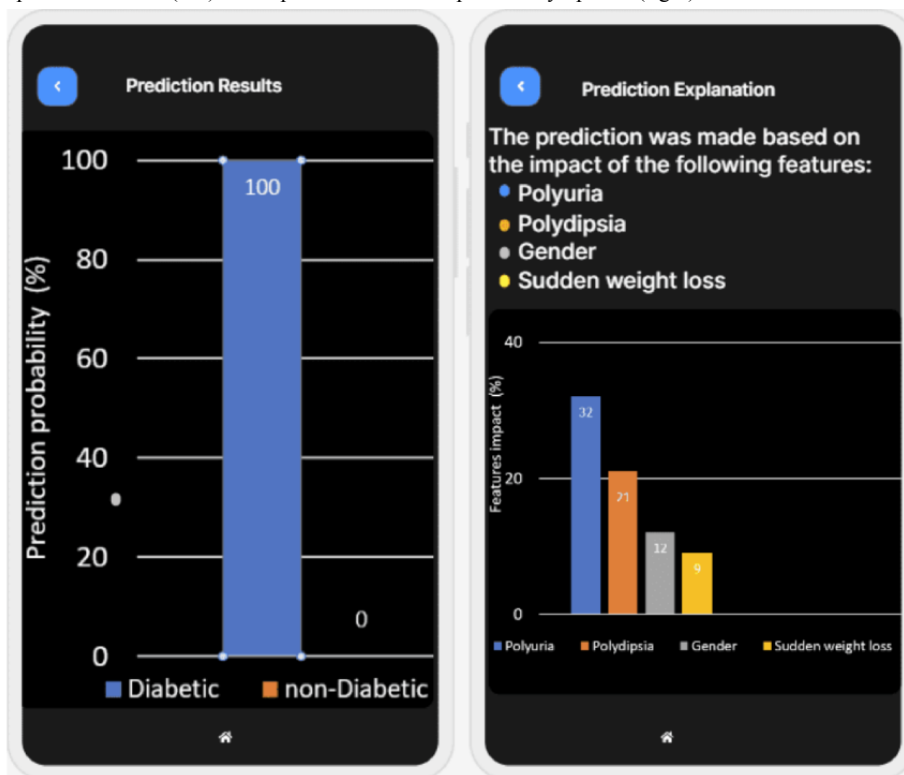 Prediction Results
100
80
60
40
20
0
Prediction probability (%)
100
0
Diabetic
non-Diabetic
Prediction Explanation
The prediction was made based on
the impact of the following features:
Polyuria
Polydipsia
Gender
Sudden weight loss
40
20
0
Features impact (%)
32
21
12
9
Polyuria
Polydipsia
Gender
Sudden weight loss